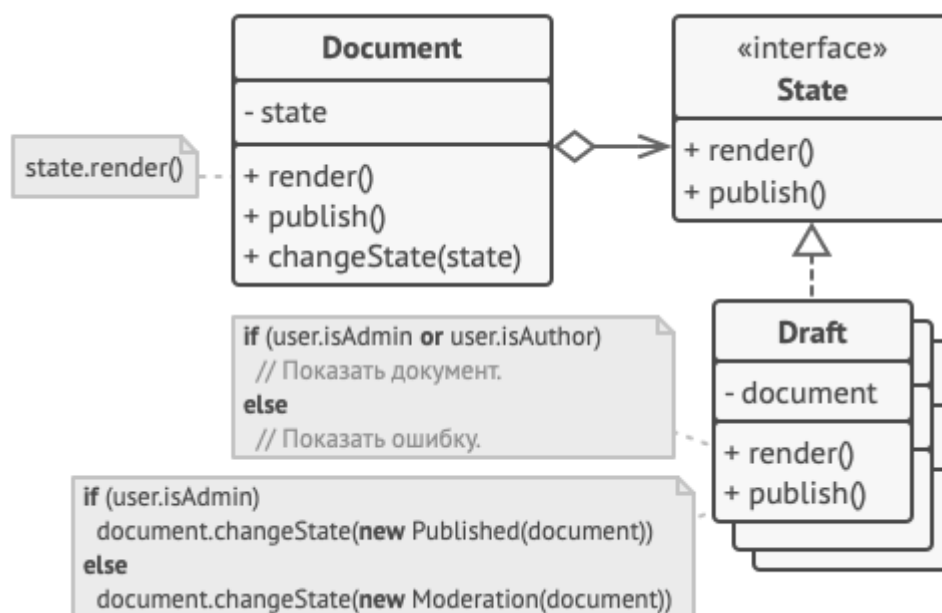 Document
- state
+ render()
+ publish()
+ changeState(state)
state.render()
«interface»
State
+ render()
+ publish()
Draft
- document
+ render()
+ publish()
if (user.isAdmin or user.isAuthor)
// Показать документ.
else
// Показать ошибку.
if (user.isAdmin)
document.changeState(new Published(document))
else
document.changeState(new Moderation(document))